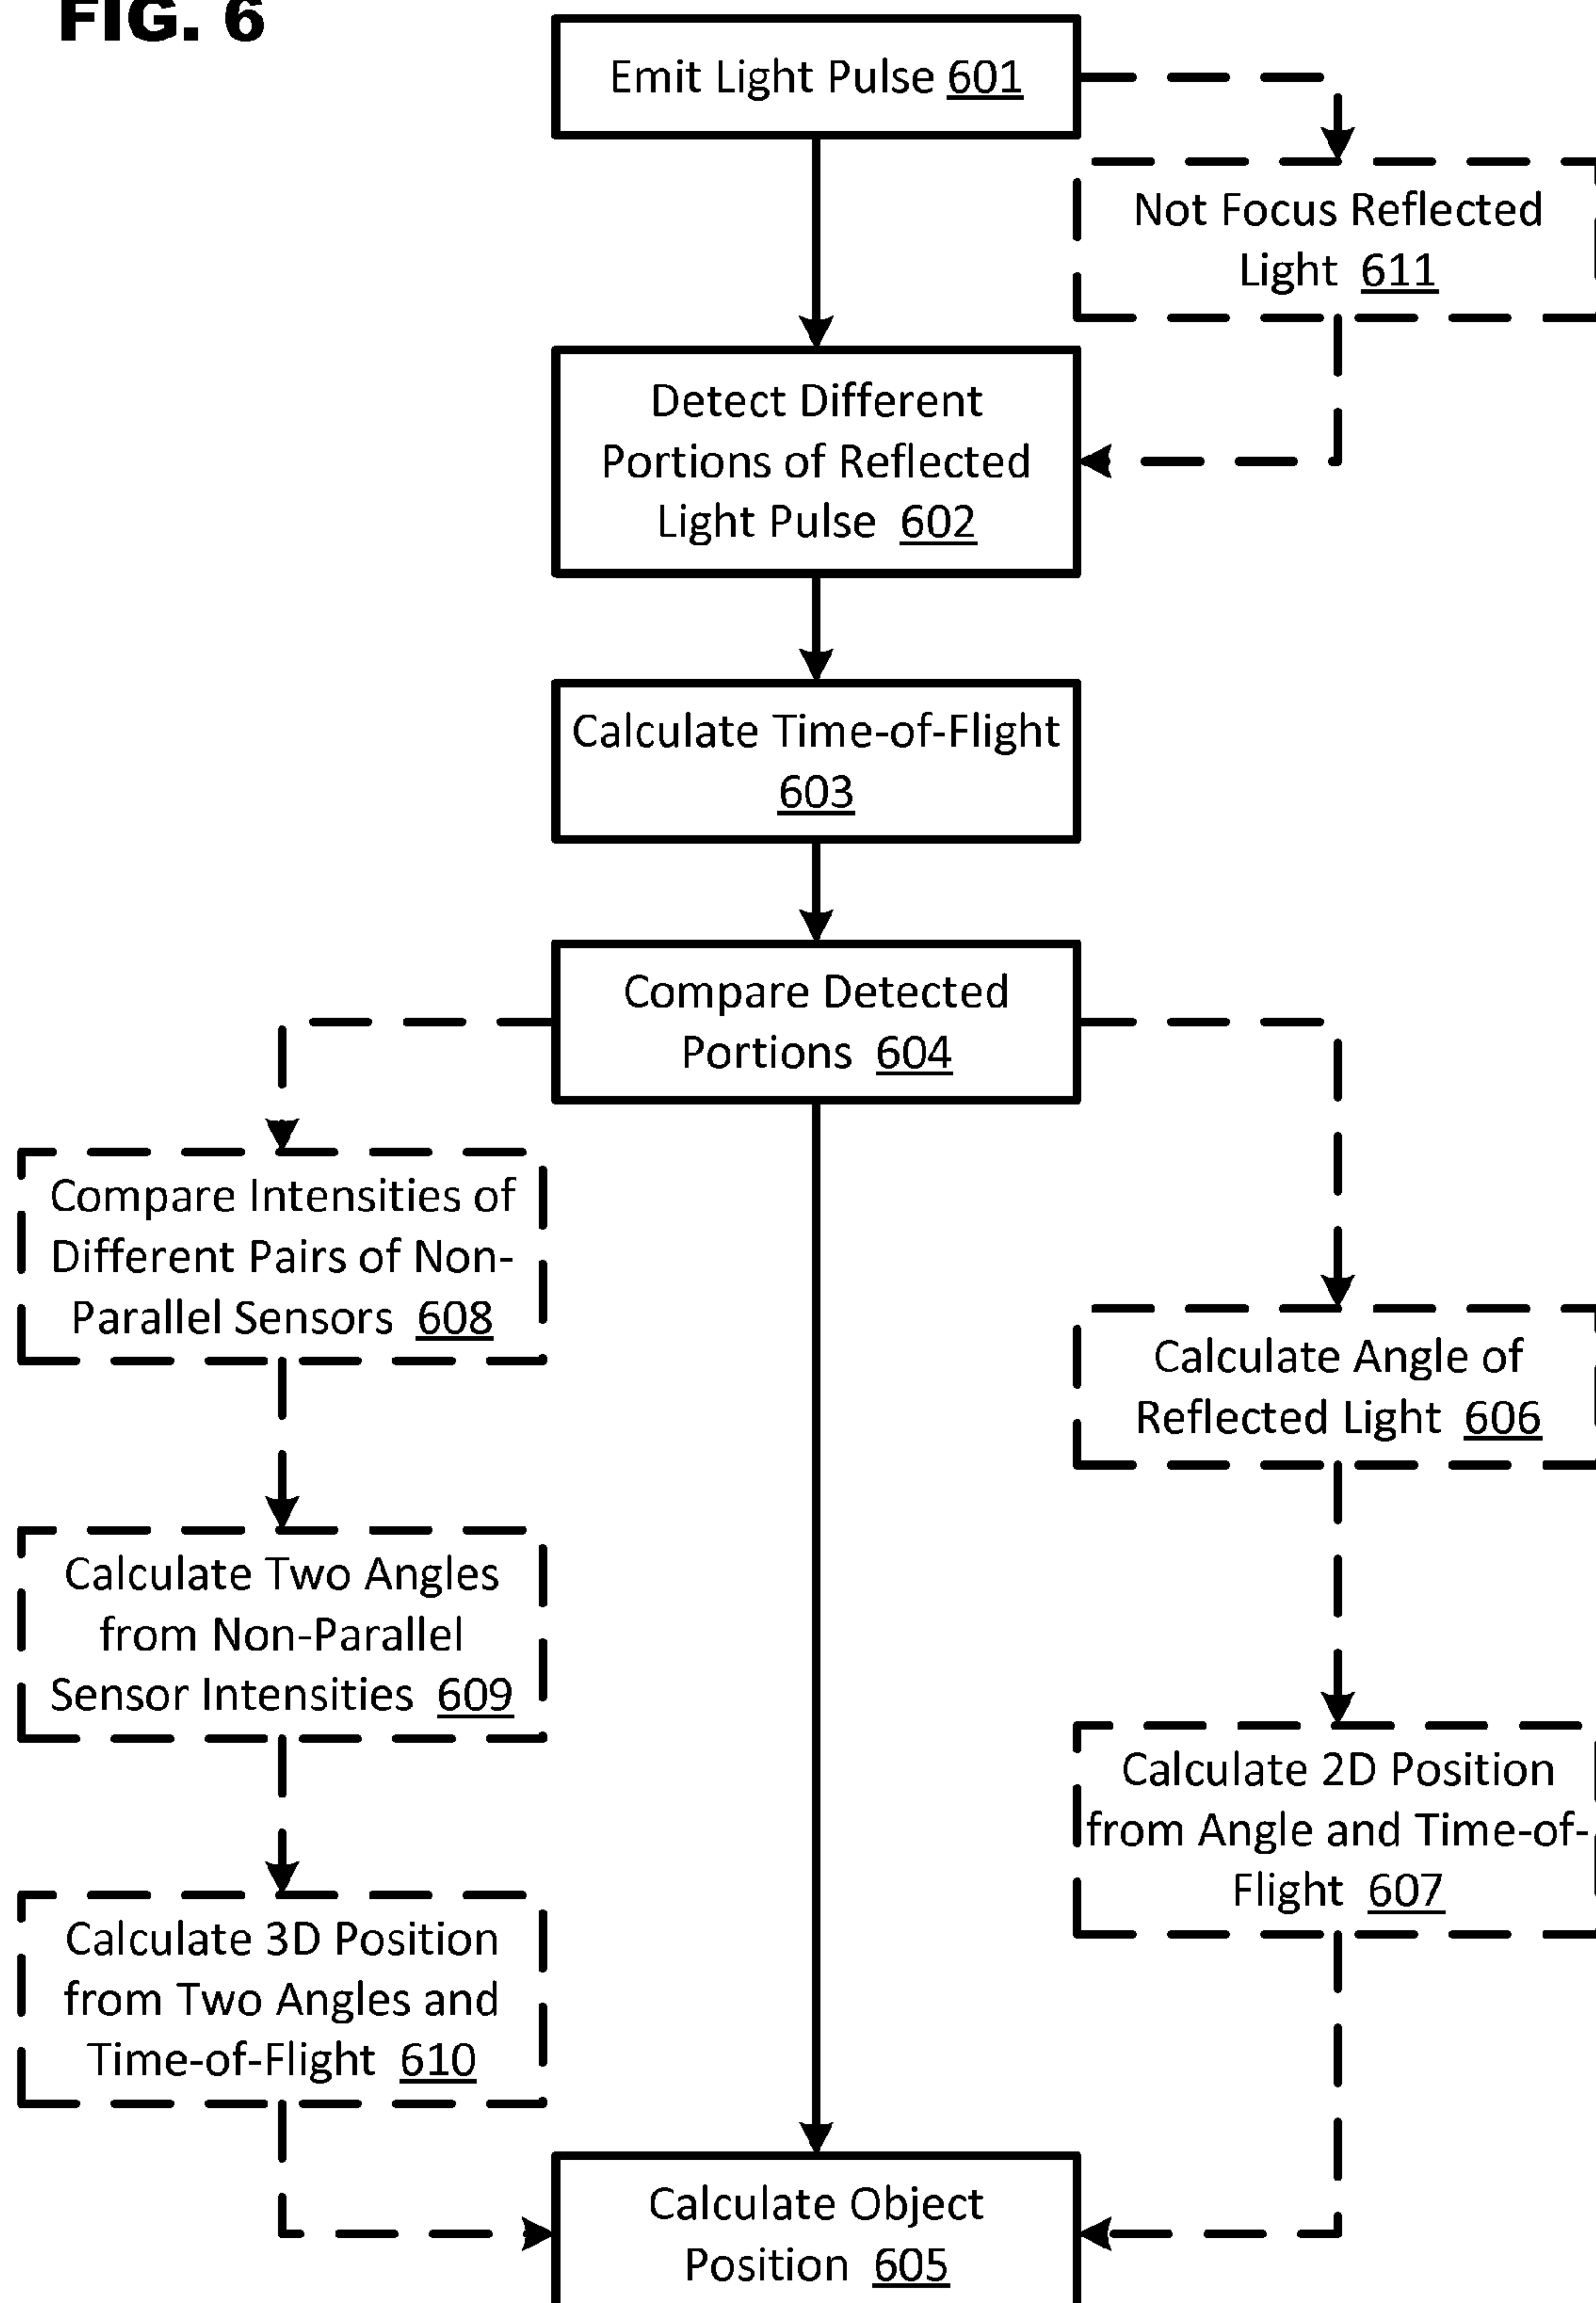 FIG. 6
Emit Light Pulse 601
Not Focus Reflected
Light 611
Detect Different
Portions of Reflected
Light Pulse 602
Calculate Time-of-Flight
603
Compare Detected
Portions 604
Compare Intensities of
Different Pairs of Non-
Parallel Sensors 608
Calculate Two Angles
from Non-Parallel
Sensor Intensities 609
Calculate 3D Position
from Two Angles and
Time-of-Flight 610
Calculate Angle of
Reflected Light 606
Calculate 2D Position
from Angle and Time-of-
Flight 607
Calculate Object
Position 605